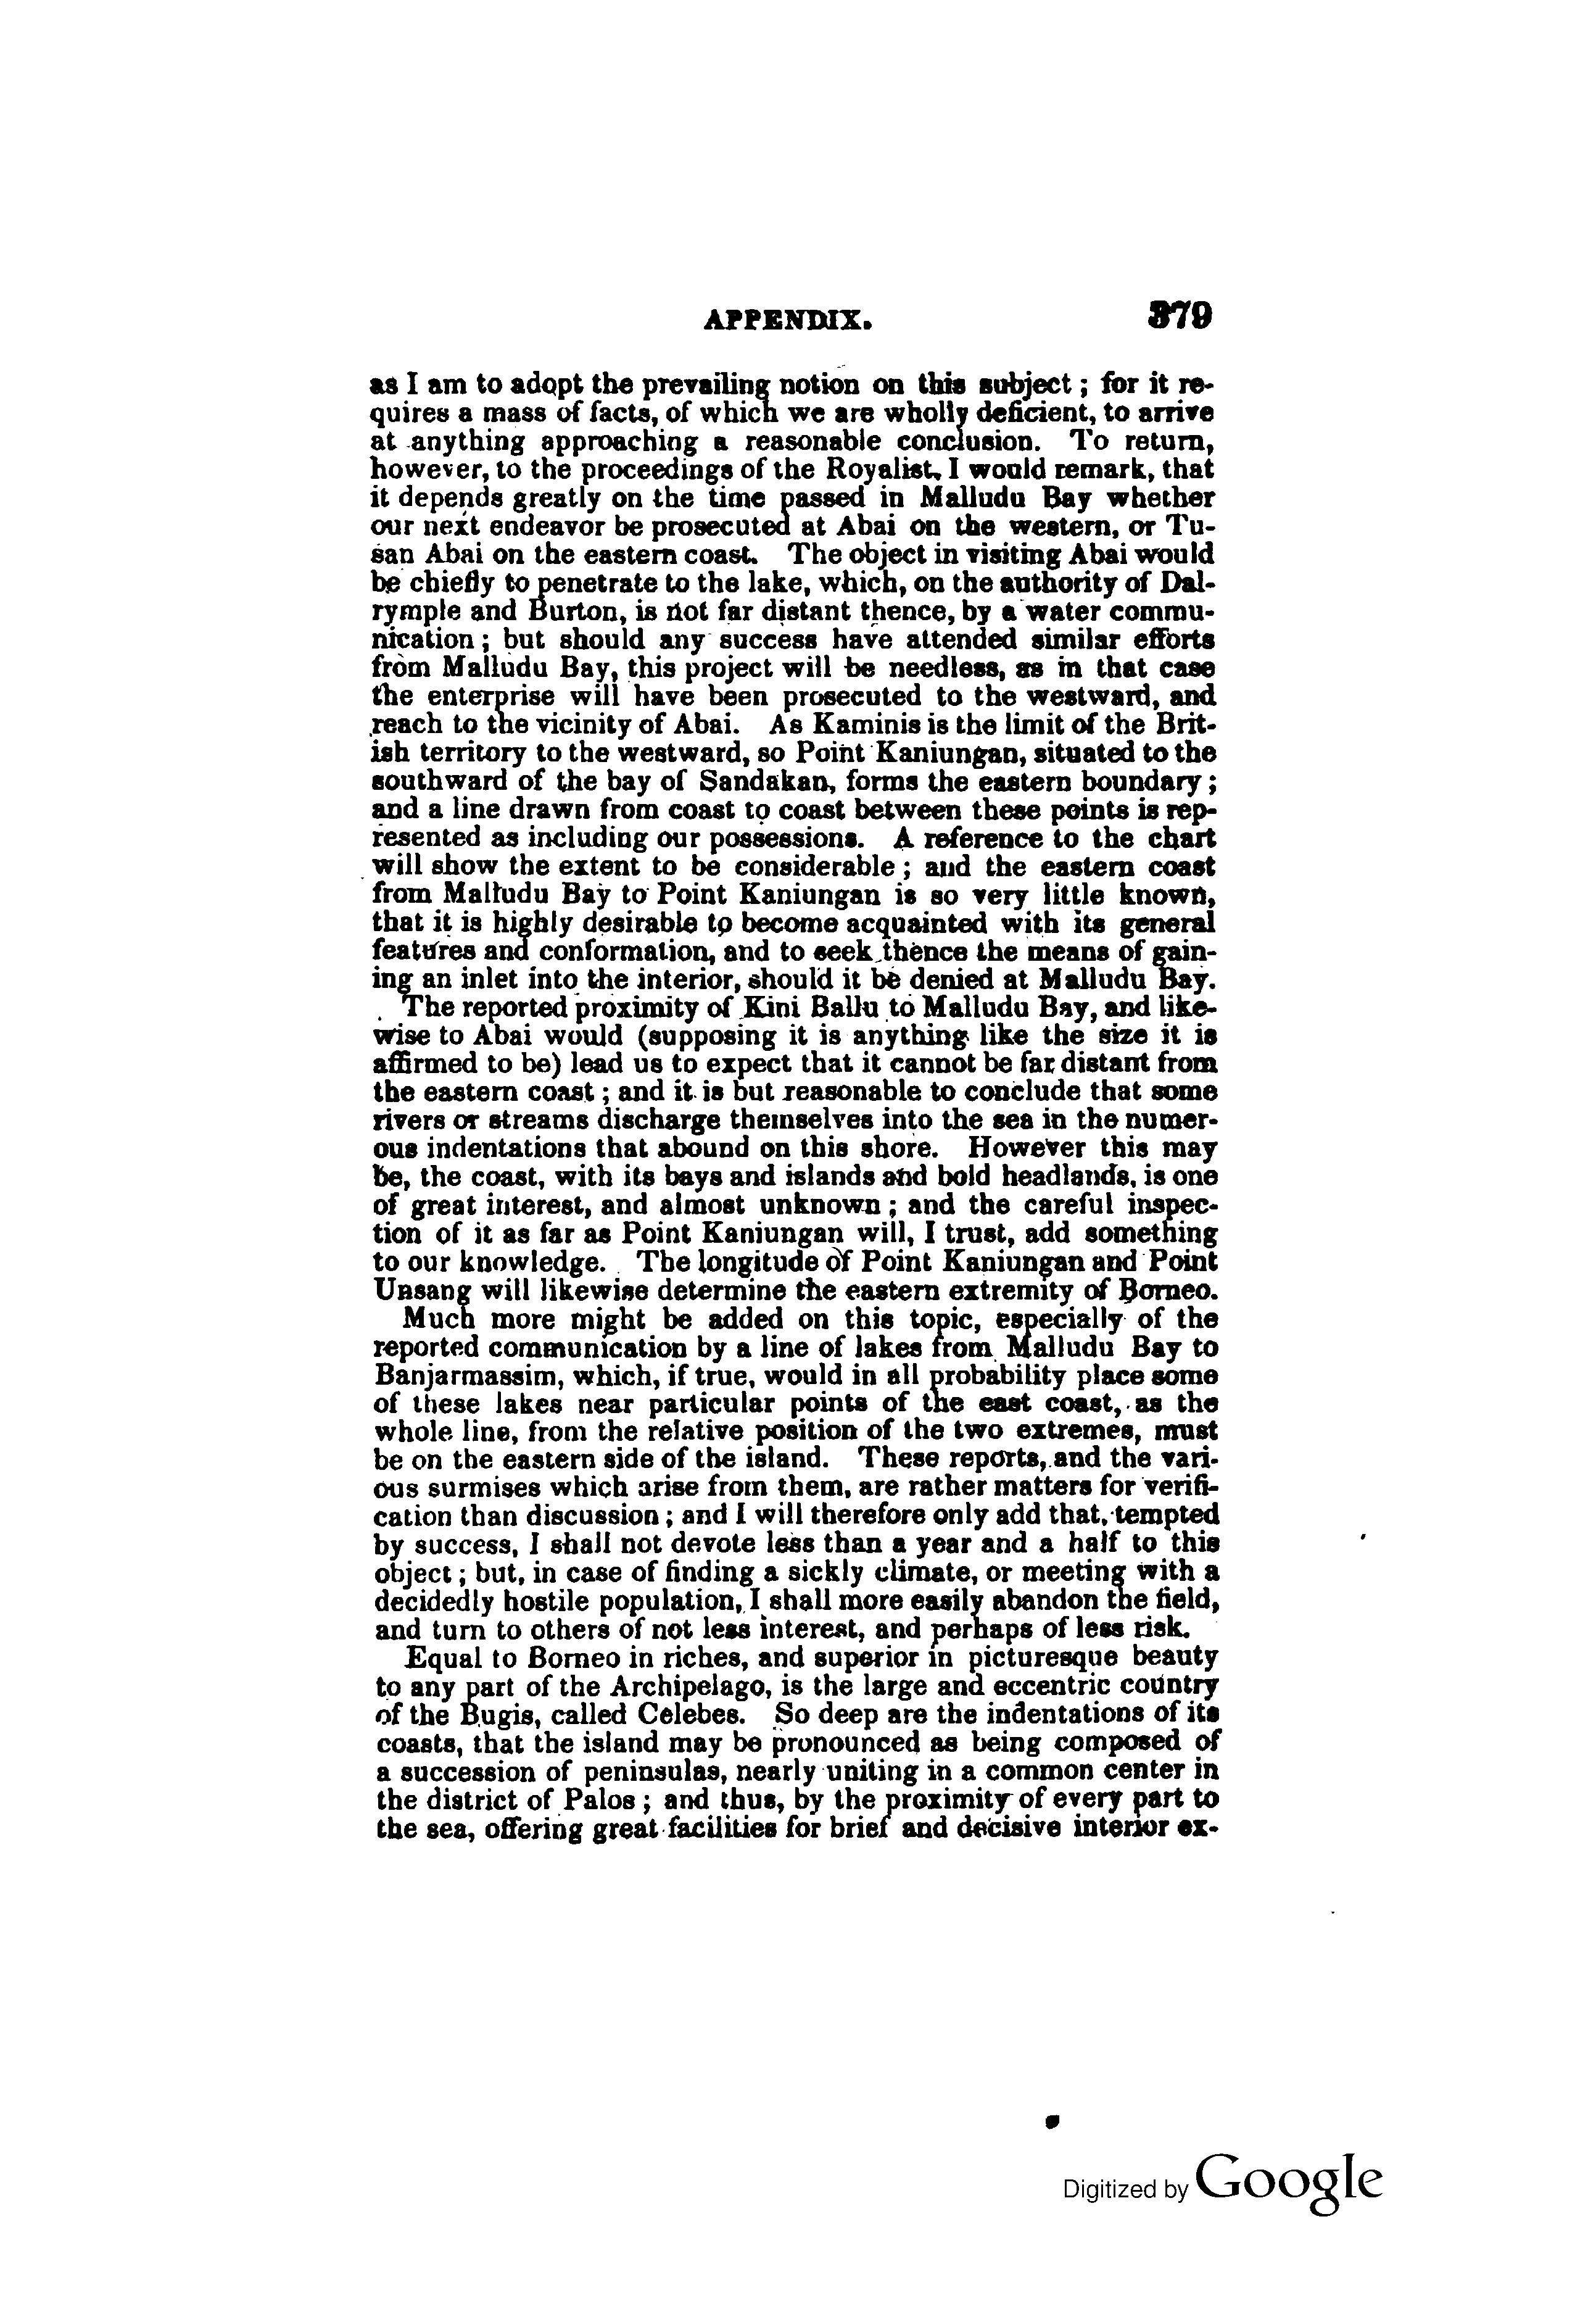 APPENDIX. 379
as I am to adopt the prevailing notion on this subject; for it re-
quires a mass of facts, of which we are wholly deficient, to arrive
at anything approaching a reasonable conclusion. To return,
however, to the proceedings of the Royalist, I would remark, that
it depends greatly on the time passed in Malludu Bay whether
our next endeavor be prosecuted at Abai on the western, or Tu-
san Abai on the eastern coast. The object in visiting Abai would
be chiefly to penetrate to the lake, which, on the authority of Dal-
rymple and Burton, is not far distant thence, by a water commu-
nication; but should any success have attended similar efforts
from Malludu Bay, this project will be needless, as in that case
the enterprise will have been prosecuted to the westward, and
reach to the vicinity of Abai. As Kaminis is the limit of the Brit-
ish territory to the westward, so Point Kaniungan, situated to the
southward of the bay of Sandakan, forms the eastern boundary;
and a line drawn from coast to coast between these points is rep-
resented as including our possessions. A reference to the chart
will show the extent to be considerable; and the eastern coast
from Malludu Bay to Point Kaniungan is so very little known,
that it is highly desirable to become acquainted with its general
features and conformation, and to seek thence the means of gain-
ing an inlet into the interior, should it be denied at Malludu Bay.
The reported proximity of Kini Ballu to Malludu Bay, and like-
wise to Abai would (supposing it is anything like the size it is
affirmed to be) lead us to expect that it cannot be far distant from
the eastern coast; and it is but reasonable to conclude that some
rivers or streams discharge themselves into the sea in the numer-
ous indentations that abound on this shore. However this may
be, the coast, with its bays and islands and bold headlands, is one
of great interest, and almost unknown; and the careful inspec-
tion of it as far as Point Kaniungan will, I trust, add something
to our knowledge. The longitude of Point Kaniungan and Point
Unsang will likewise determine the eastern extremity of Borneo.
Much more might be added on this topic, especially of the
reported communication by a line of lakes from Malludu Bay to
Banjarmassim, which, if true, would in all probability place some
of these lakes near particular points of the east coast, as the
whole line, from the relative position of the two extremes, must
be on the eastern side of the island. These reports, and the vari-
ous surmises which arise from them, are rather matters for verifi-
cation than discussion; and I will therefore only add that, tempted
by success, I shall not devote less than a year and a half to this
object; but, in case of finding a sickly climate, or meeting with a
decidedly hostile population, I shall more easily abandon the field,
and turn to others of not less interest, and perhaps of less risk.
Equal to Borneo in riches, and superior in picturesque beauty
to any part of the Archipelago, is the large and eccentric country
of the Bugis, called Celebes. So deep are the indentations of its
coasts, that the island may be pronounced as being composed of
a succession of peninsulas, nearly uniting in a common center in
the district of Palos; and thus, by the proximity of every part to
the sea, offering great facilities for brief and decisive interior ex-
Digitized by Google